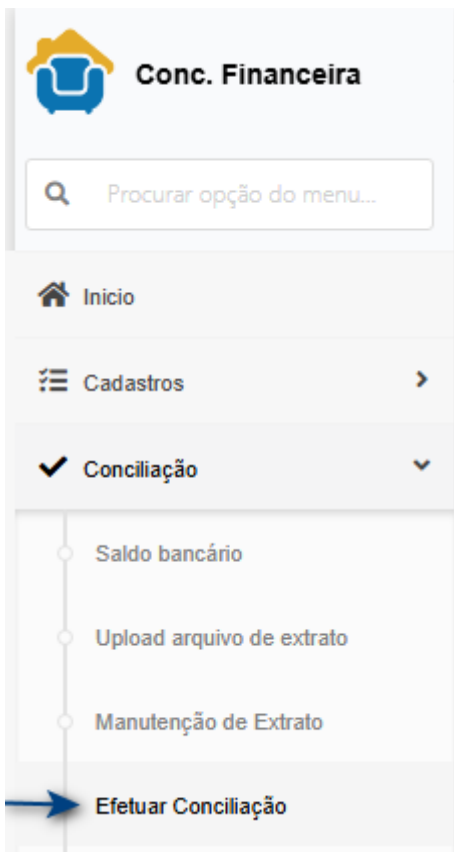 Conc. Financeira
Procurar opção do menu...
Inicio
Cadastros
Conciliação
Saldo bancário
Upload arquivo de extrato
Manutenção de Extrato
Efetuar Conciliação